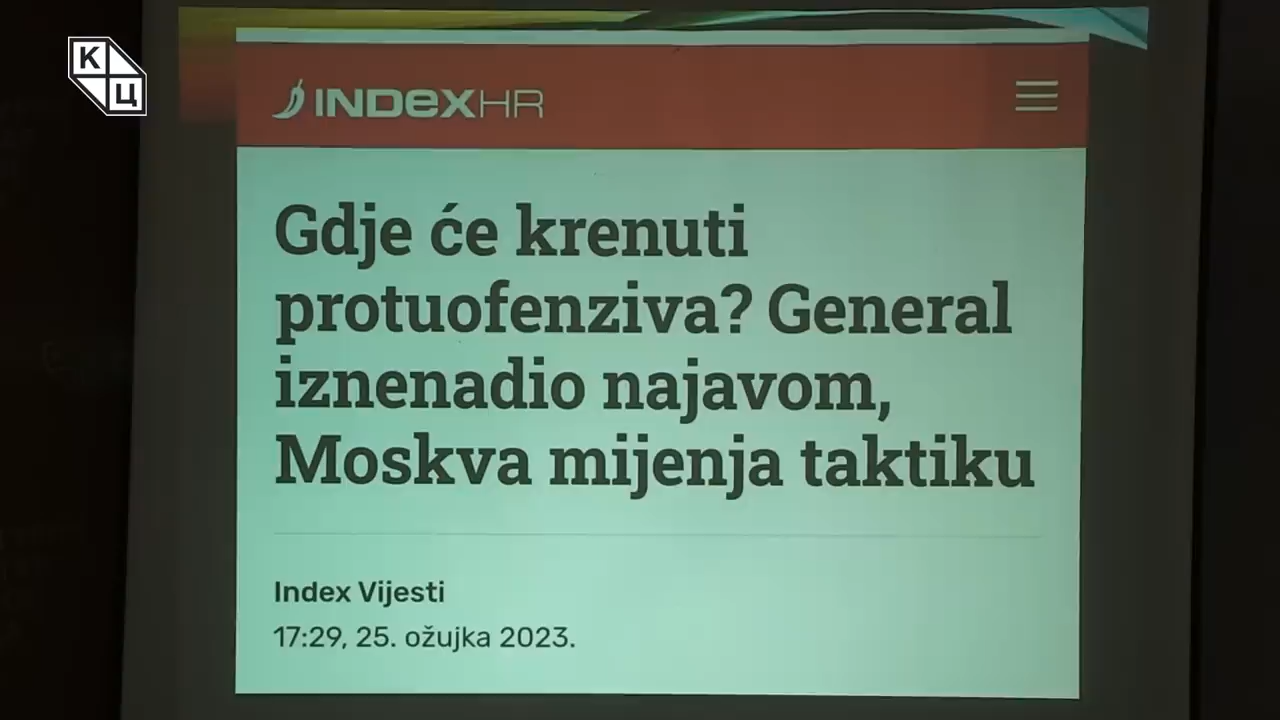 К
Ц
INDEXHR
Gdje će krenuti
protuofenziva? General
iznenadio najavom,
Moskva mijenja taktiku
Index Vijesti
17:29, 25. ožujka 2023.